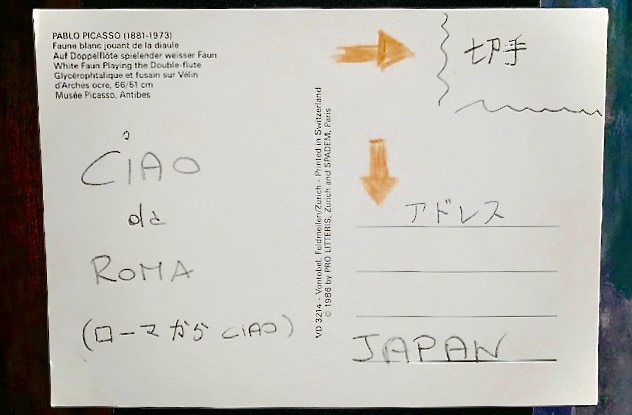 PABLO PICASSO (1881-1973)
Faune blanc jouant de la diaule
Auf Doppelflöte spielender weisser Faun
White Faun Playing the Double-flute
Glycérophtalique et fusain sur Vélin
d'Arches ocre, 66/51 cm
Musée Picasso, Antibes
CIAO
da
ROMA
(ローマから CIAO)
VD 3214 - Vontobel, Feldmeilen/Zurich - Printed in Switzerland
© 1986 by PRO LITTERIS, Zurich and SPADEM, Paris
切手
アドレス
JAPAN